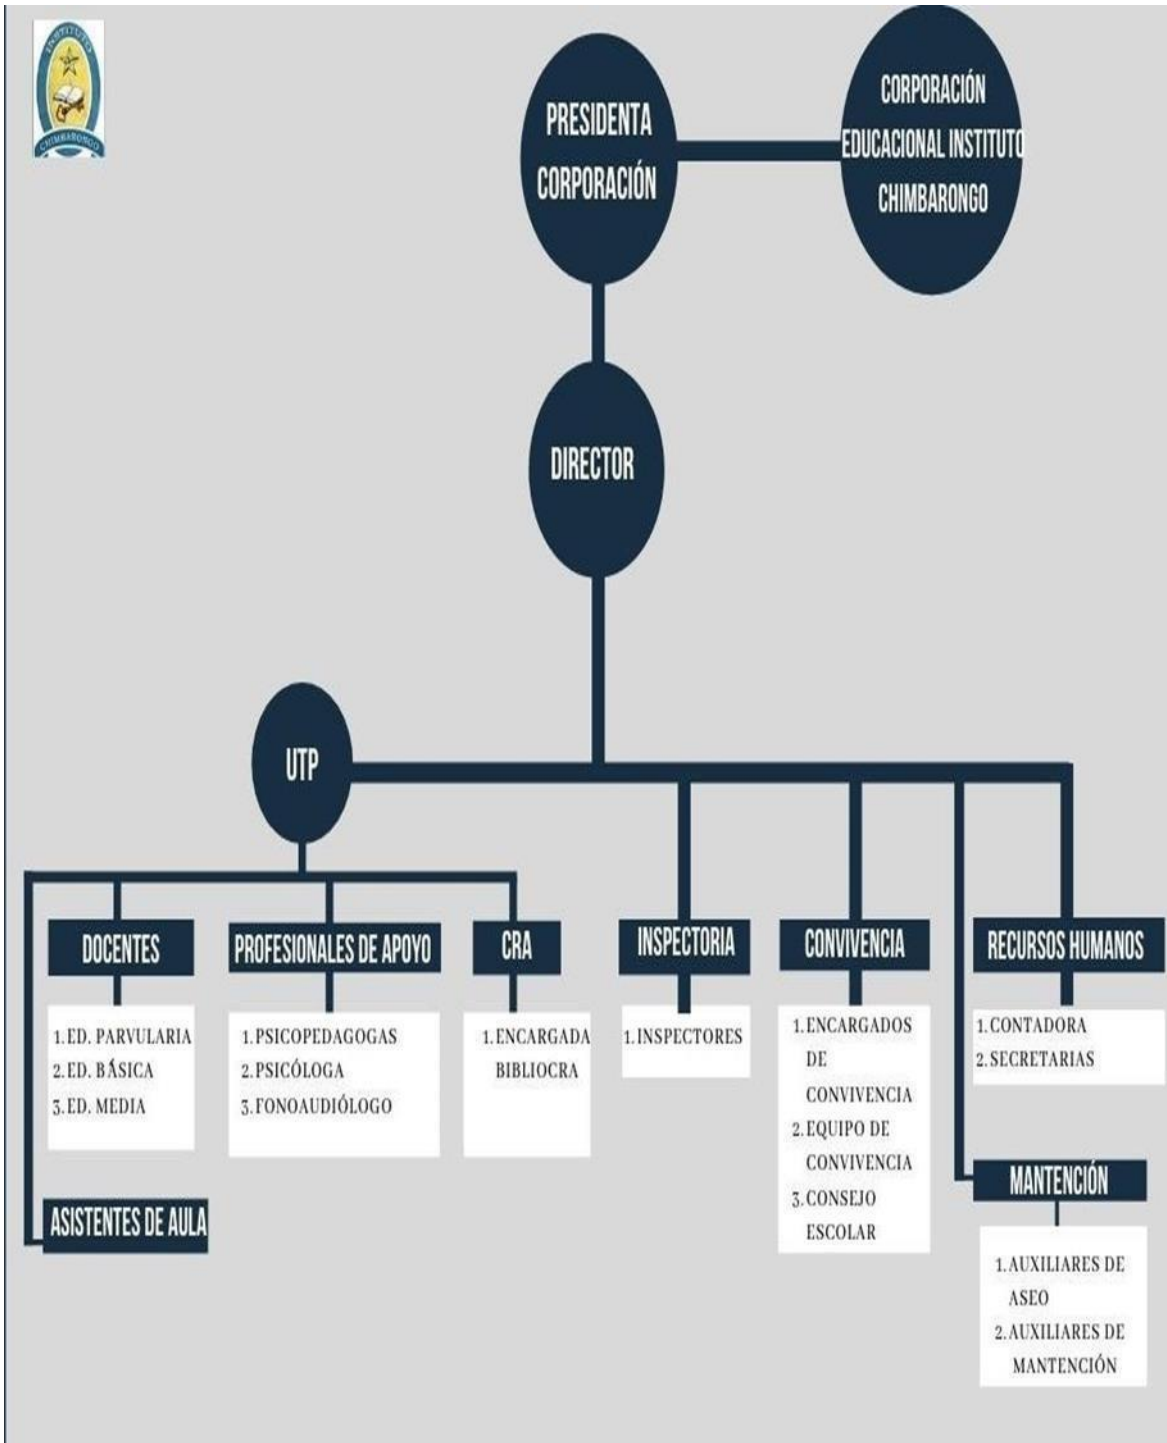 INSTITUTO
CHIMBARONGO
PRESIDENTA
CORPORACIÓN
CORPORACIÓN
EDUCACIONAL INSTITUTO
CHIMBARONGO
DIRECTOR
UTP
DOCENTES
1. ED. PARVULARIA
2. ED. BÁSICA
3. ED. MEDIA
ASISTENTES DE AULA
PROFESIONALES DE APOYO
1. PSICOPEDAGOGAS
2. PSICÓLOGA
3. FONOAUDIÓLOGO
CRA
1. ENCARGADA
BIBLIOCRA
INSPECTORIA
1. INSPECTORES
CONVIVENCIA
1. ENCARGADOS
DE
CONVIVENCIA
2. EQUIPO DE
CONVIVENCIA
3. CONSEJO
ESCOLAR
RECURSOS HUMANOS
1. CONTADORA
2. SECRETARIAS
MANTENCIÓN
1. AUXILIARES DE
ASEO
2. AUXILIARES DE
MANTENCIÓN